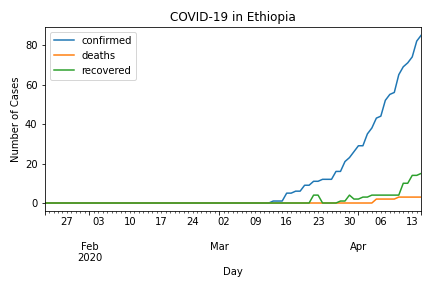 COVID-19 in Ethiopia
confirmed
deaths
recovered
Number of Cases
80
60
40
20
0
27 03 10 17 24 02 09 16 23 30 06 13
Feb Mar Apr
2020
Day